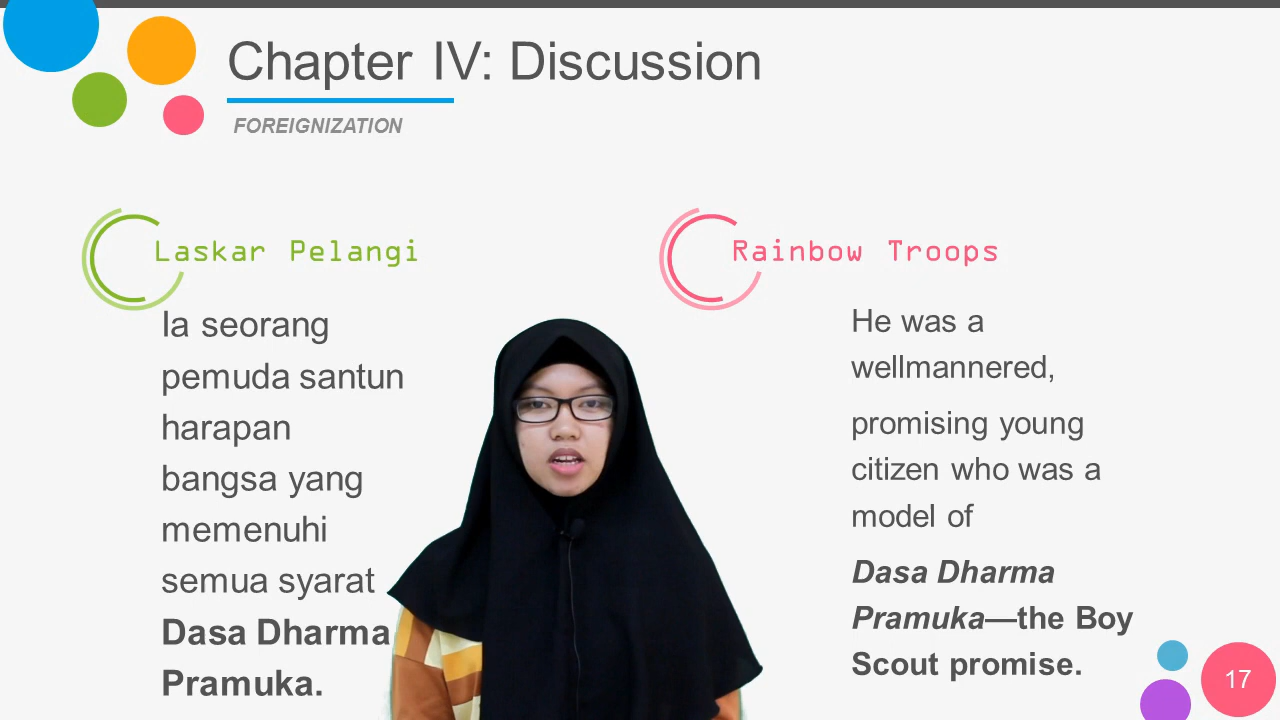 Chapter IV: Discussion
FOREIGNIZATION
Laskar Pelangi
Ia seorang
pemuda santun
harapan
bangsa yang
memenuhi
semua syarat
Dasa Dharma
Pramuka.
Rainbow Troops
He was a
wellmannered,
promising young
citizen who was a
model of
Dasa Dharma
Pramuka—the Boy
Scout promise.
17